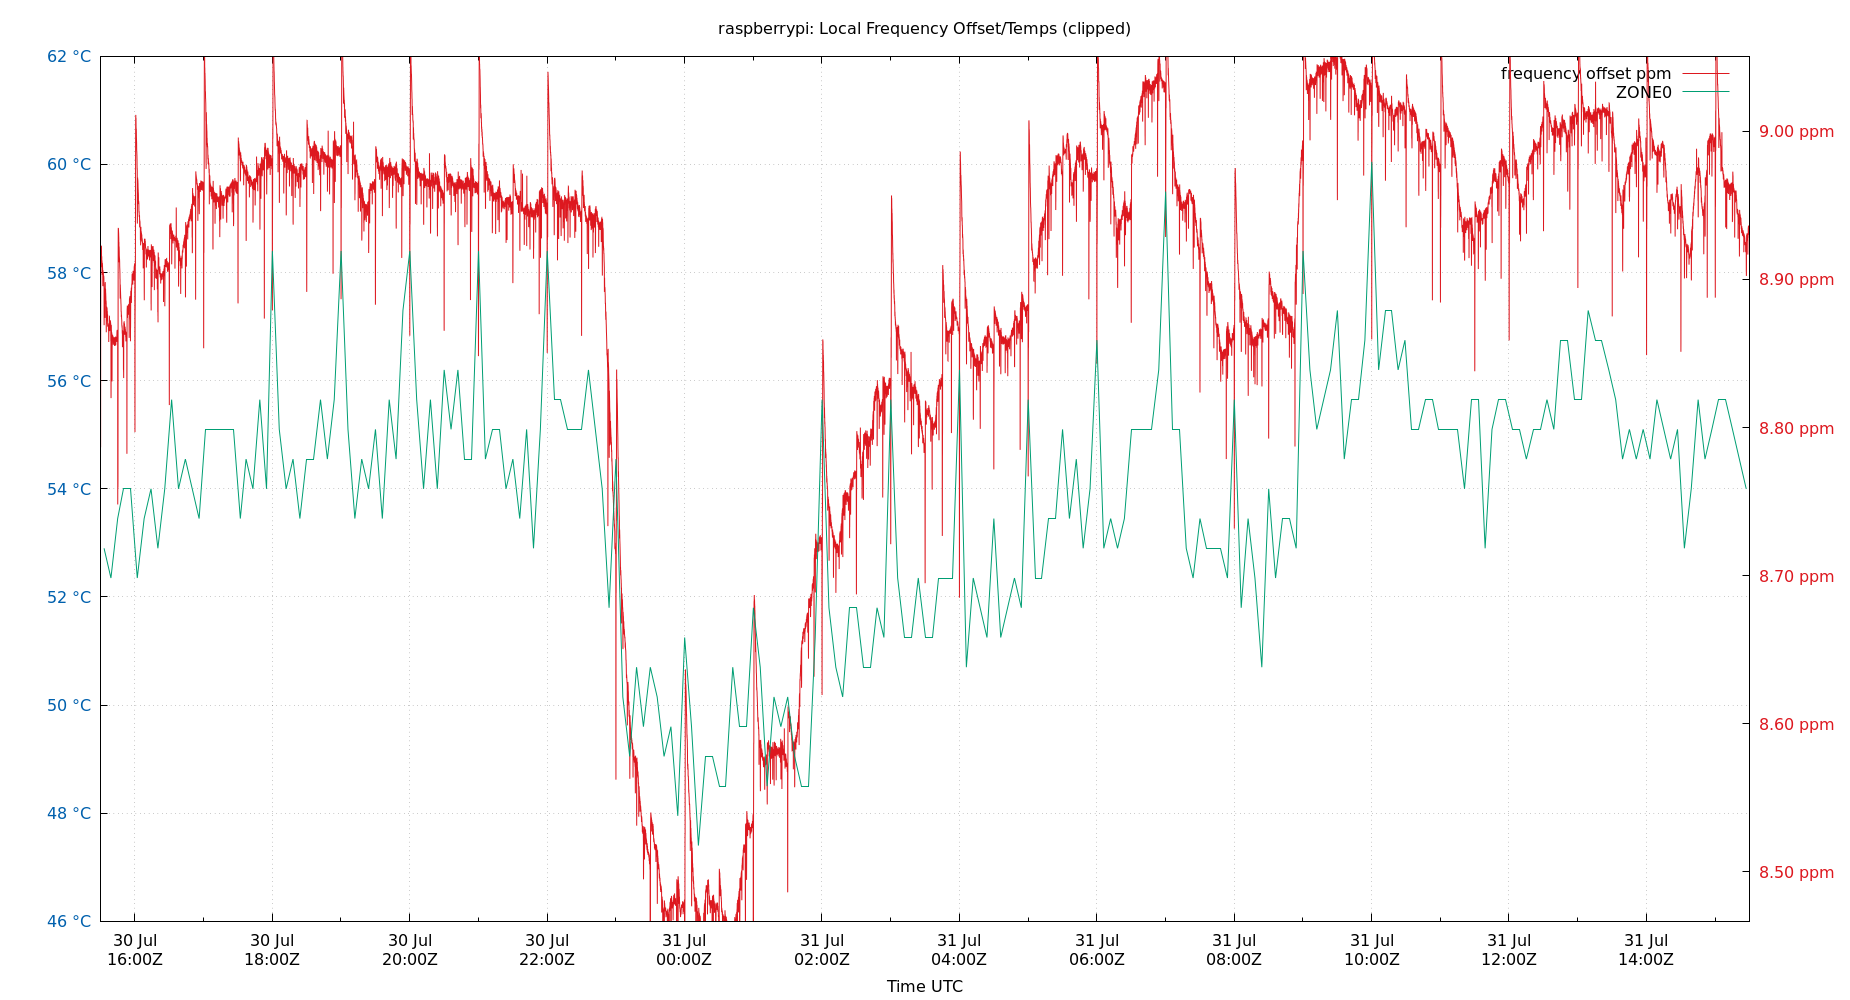 raspberrypi: Local Frequency Offset/Temps (clipped)
62 °C
60 °C
58 °C
56 °C
54 °C
52 °C
50 °C
48 °C
46 °C
frequency offset ppm
ZONE0
9.00 ppm
8.90 ppm
8.80 ppm
8.70 ppm
8.60 ppm
8.50 ppm
30 Jul 30 Jul 30 Jul 30 Jul 31 Jul 31 Jul 31 Jul 31 Jul 31 Jul 31 Jul 31 Jul 31 Jul
16:00Z 18:00Z 20:00Z 22:00Z 00:00Z 02:00Z 04:00Z 06:00Z 08:00Z 10:00Z 12:00Z 14:00Z
Time UTC